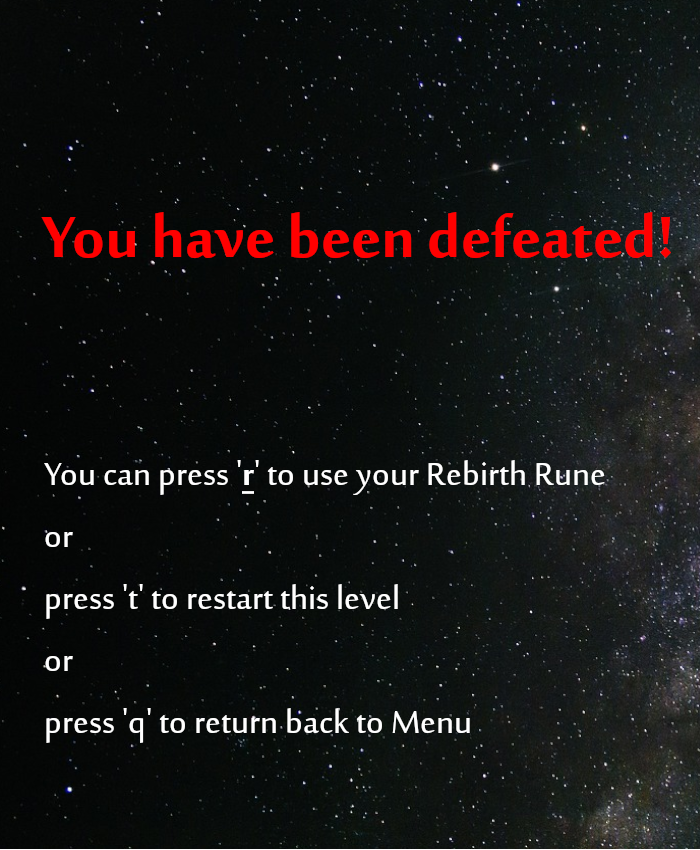 You have been defeated!
You can press 'r' to use your Rebirth Rune
or
press 't' to restart this level
or
press 'q' to return back to Menu